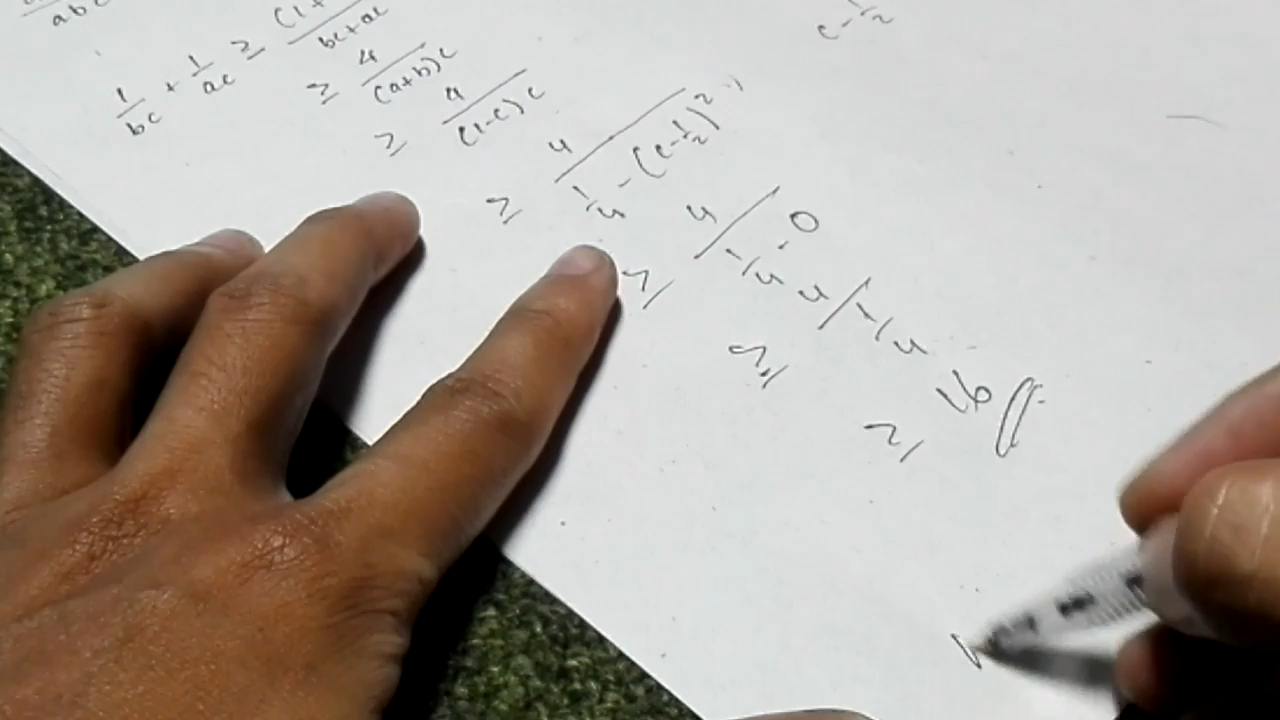 abc
c-1/2
1/bc + 1/ac ≥ (1+ / bc+ac
≥ 4/(a+b)c
≥ 4/(1-c)c
≥ 4/(1/4 - (c-1/2)²)
≥ 4/(1/4 - 0)
≥ 4/(1/4)
≥ 16